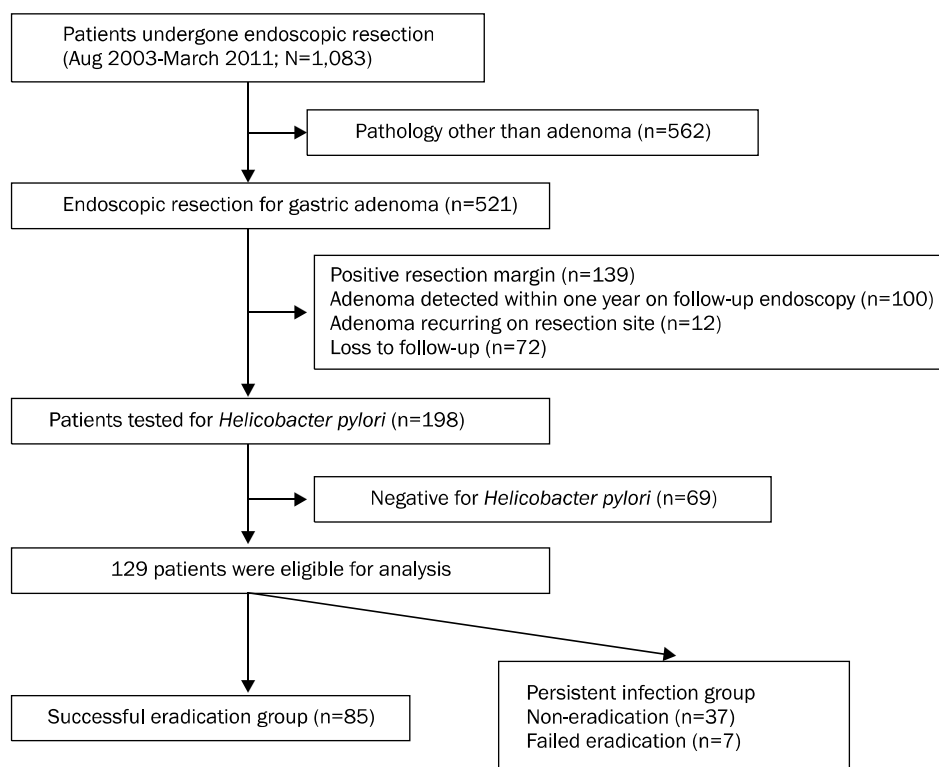 Patients undergone endoscopic resection
(Aug 2003-March 2011; N=1,083)
Pathology other than adenoma (n=562)
Endoscopic resection for gastric adenoma (n=521)
Positive resection margin (n=139)
Adenoma detected within one year on follow-up endoscopy (n=100)
Adenoma recurring on resection site (n=12)
Loss to follow-up (n=72)
Patients tested for Helicobacter pylori (n=198)
Negative for Helicobacter pylori (n=69)
129 patients were eligible for analysis
Successful eradication group (n=85)
Persistent infection group
Non-eradication (n=37)
Failed eradication (n=7)